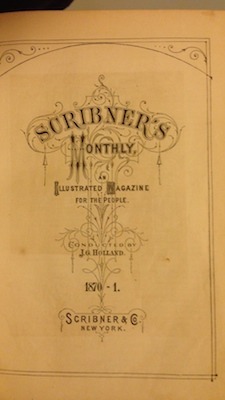 SCRIBNER'S
MONTHLY,
AN
ILLUSTRATED MAGAZINE
FOR THE PEOPLE.
CONDUCTED BY
J.G. HOLLAND.
1870-1.
SCRIBNER & CO.
NEW YORK.